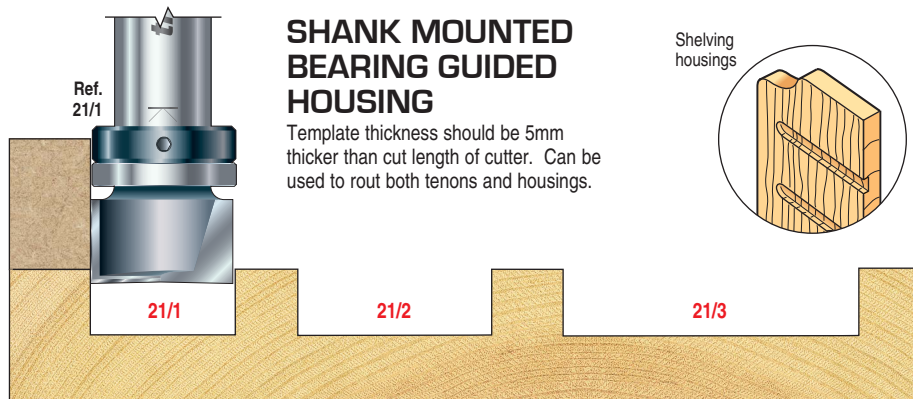 SHANK MOUNTED
BEARING GUIDED
HOUSING
Template thickness should be 5mm
thicker than cut length of cutter. Can be
used to rout both tenons and housings.
Ref.
21/1
Shelving
housings
21/1
21/2
21/3